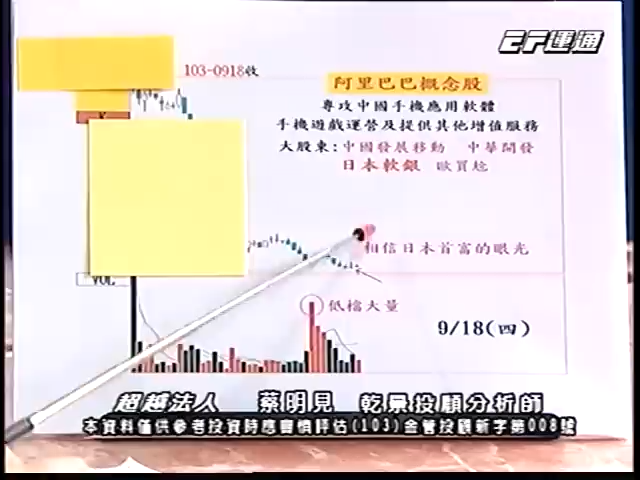 ET運通
103-0918收
阿里巴巴概念股
專攻中國手機應用軟體
手機遊戲運營及提供其他增值服務
大股東:中國發展移動 中華開發
日本軟銀 歐買尬
K
相信日本首富的眼光
VOL
低檔大量
9/18(四)
超越法人 蔡明見 乾景投顧分析師
本資料僅供參考投資時應審慎評估(103)金管投顧新字第008號